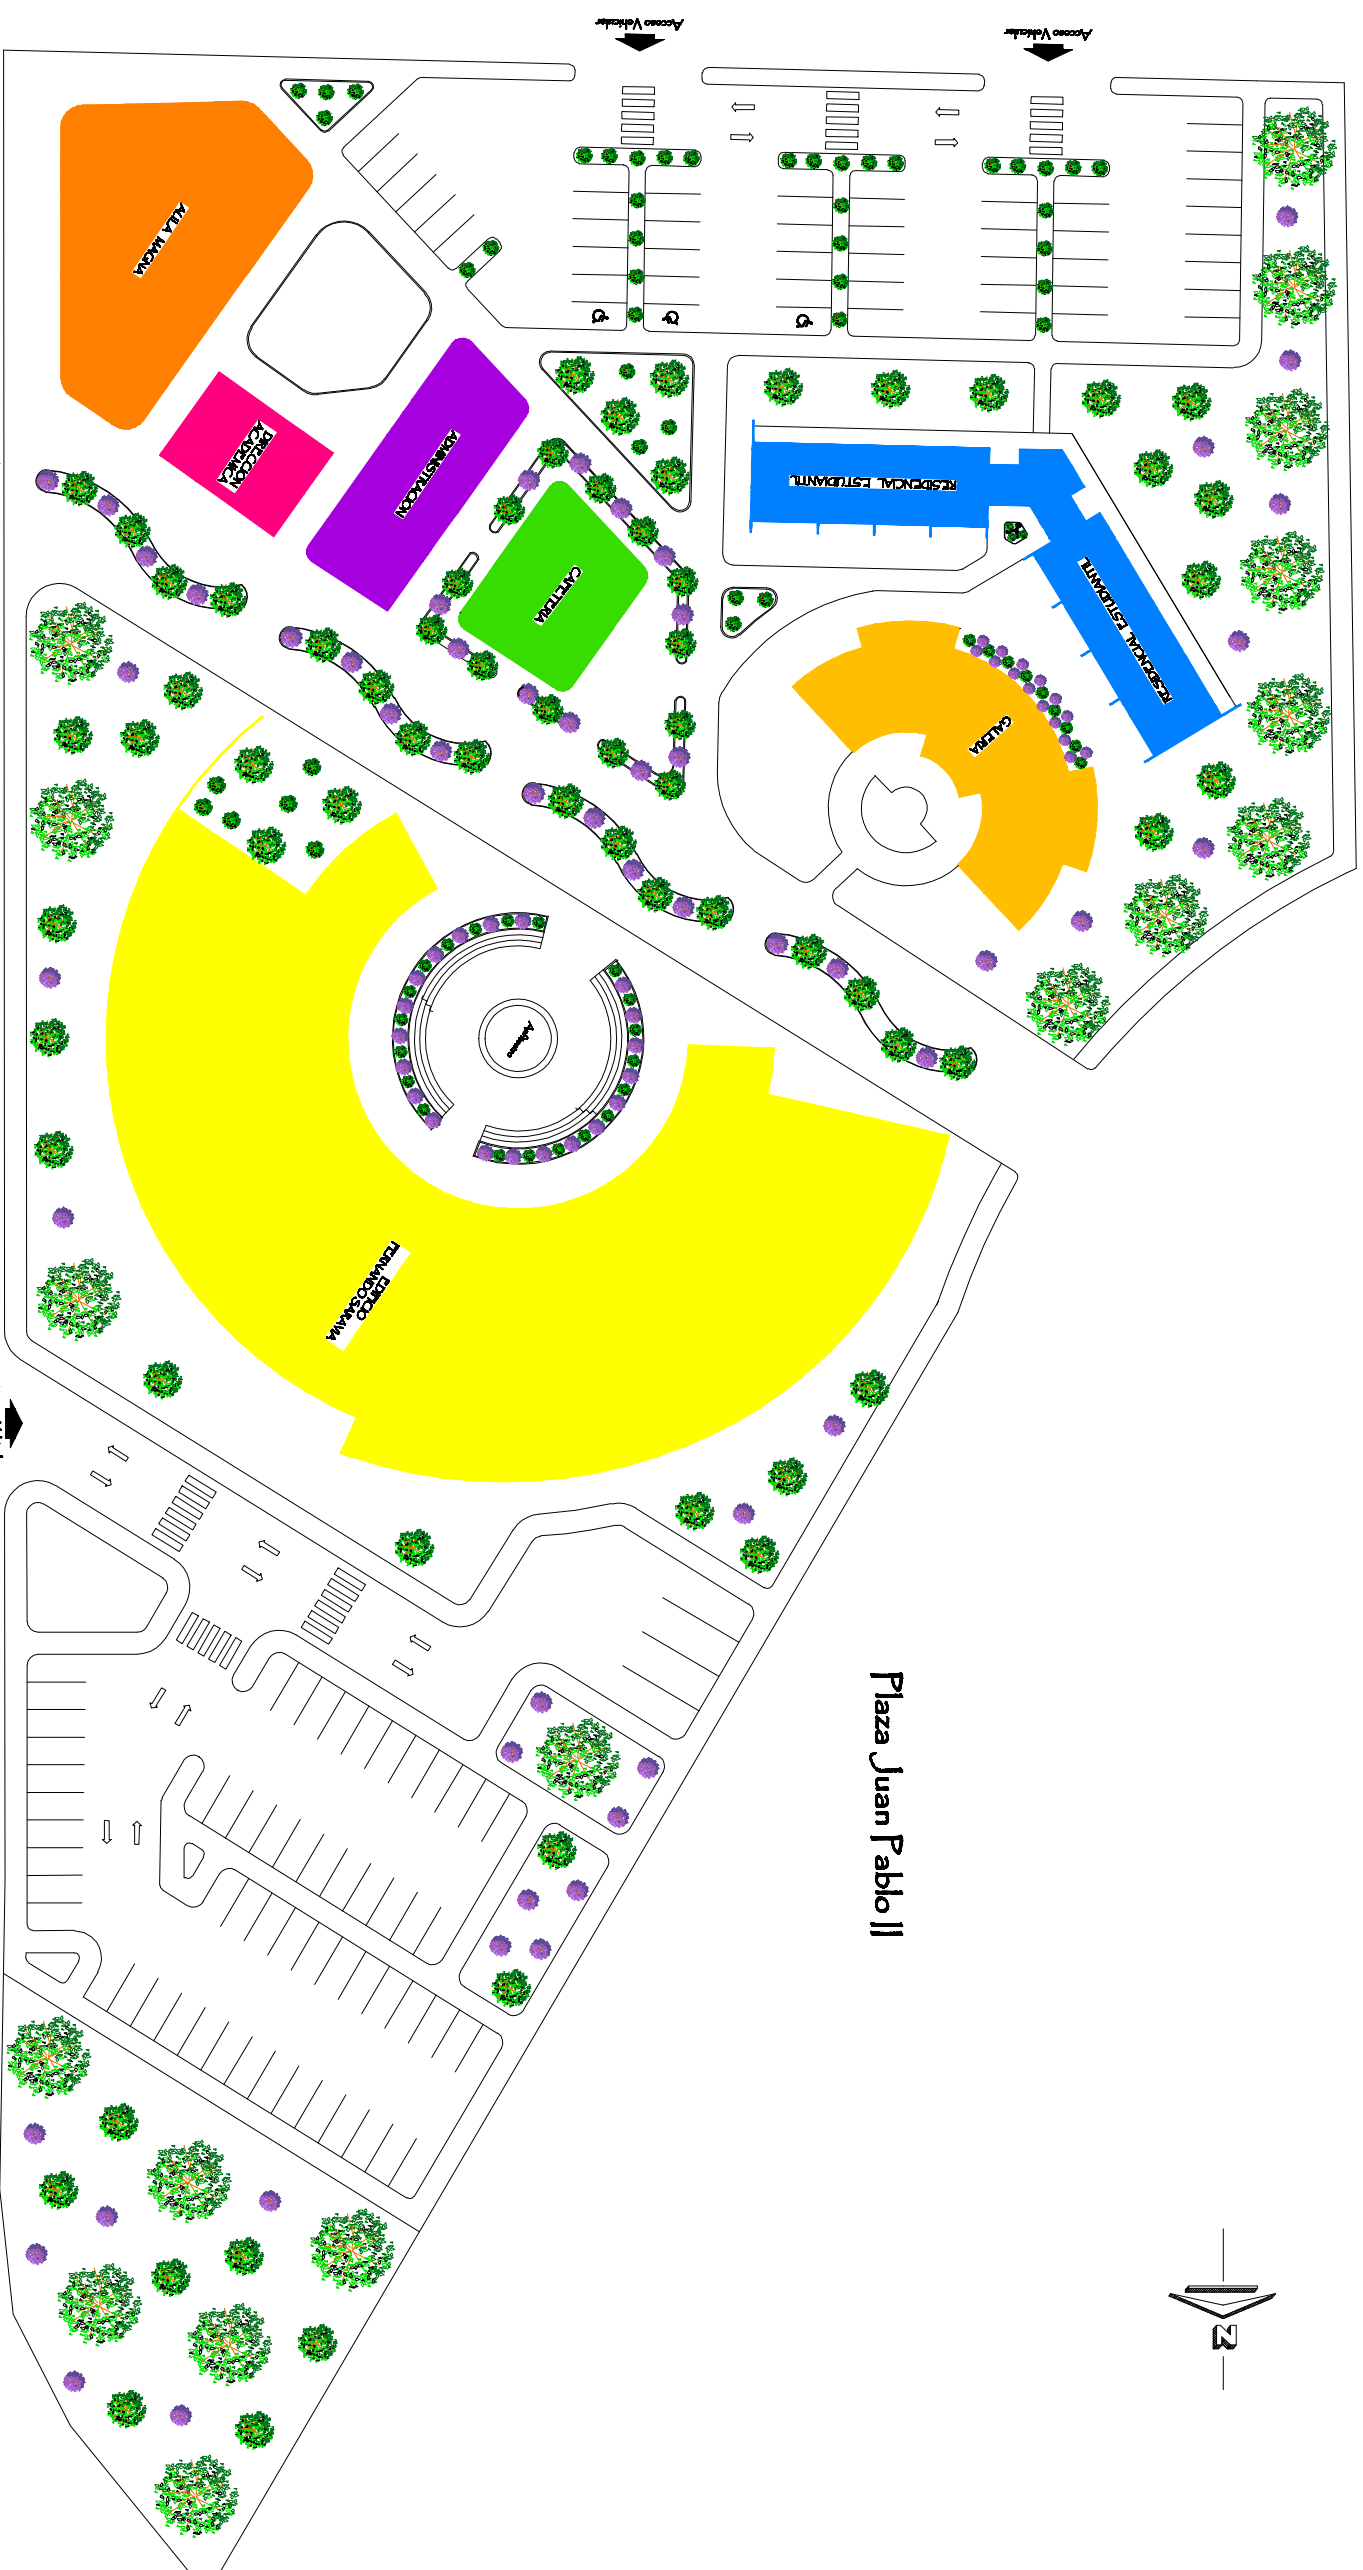 Acceso Vehicular
Acceso Vehicular
AULA MAGNA
DIRECCION
ACADEMICA
ADMINISTRACION
CAFETERIA
RESIDENCIAL ESTUDIANTIL
RESIDENCIAL ESTUDIANTIL
GALERIA
EDIFICIO
FERNANDO SARAVIA
Plaza Juan Pablo II
N